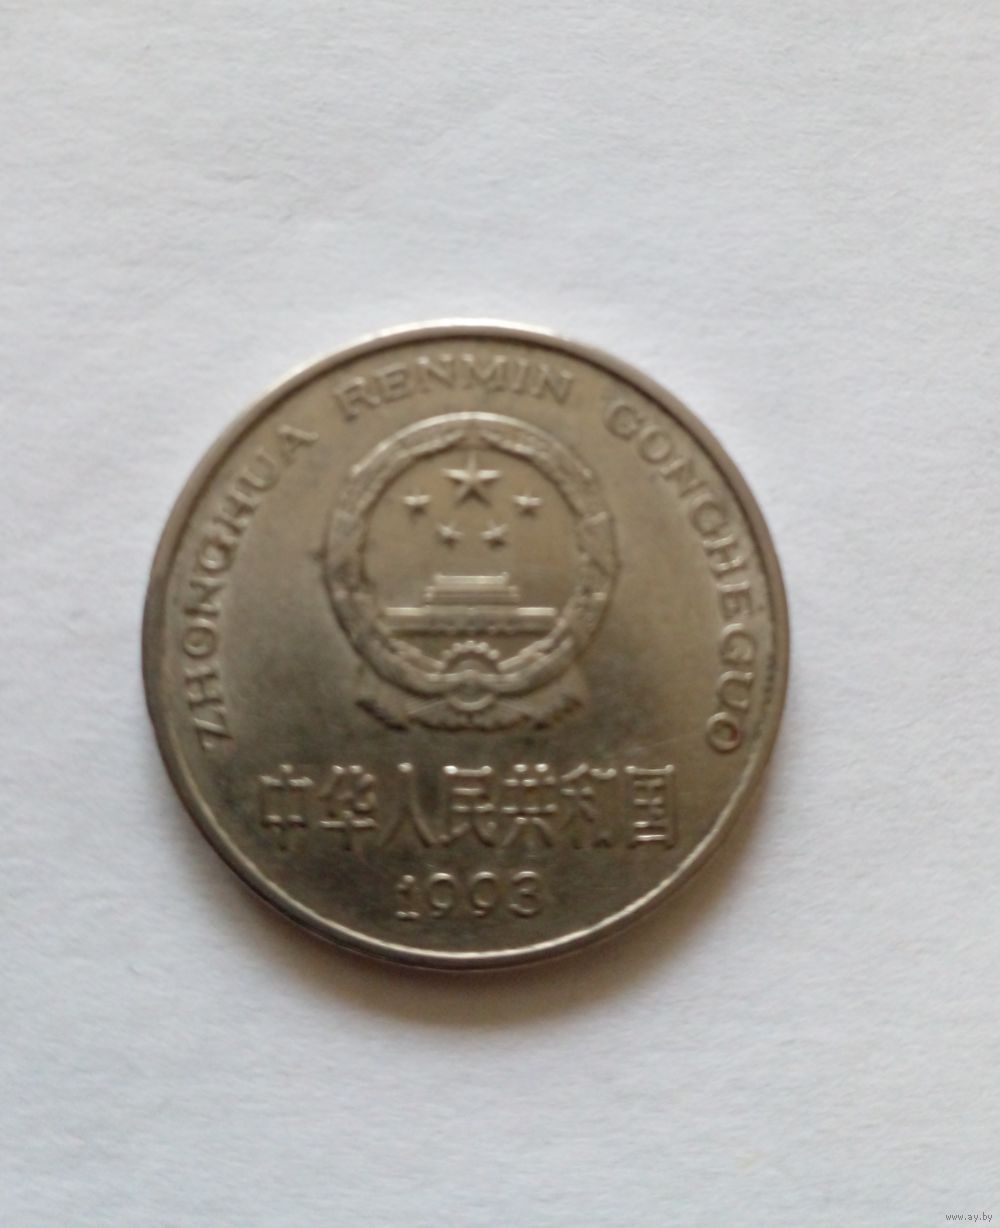 ZHONGHUA RENMIN GONGHEGUO
中华人民共和国
1993
www.ay.by